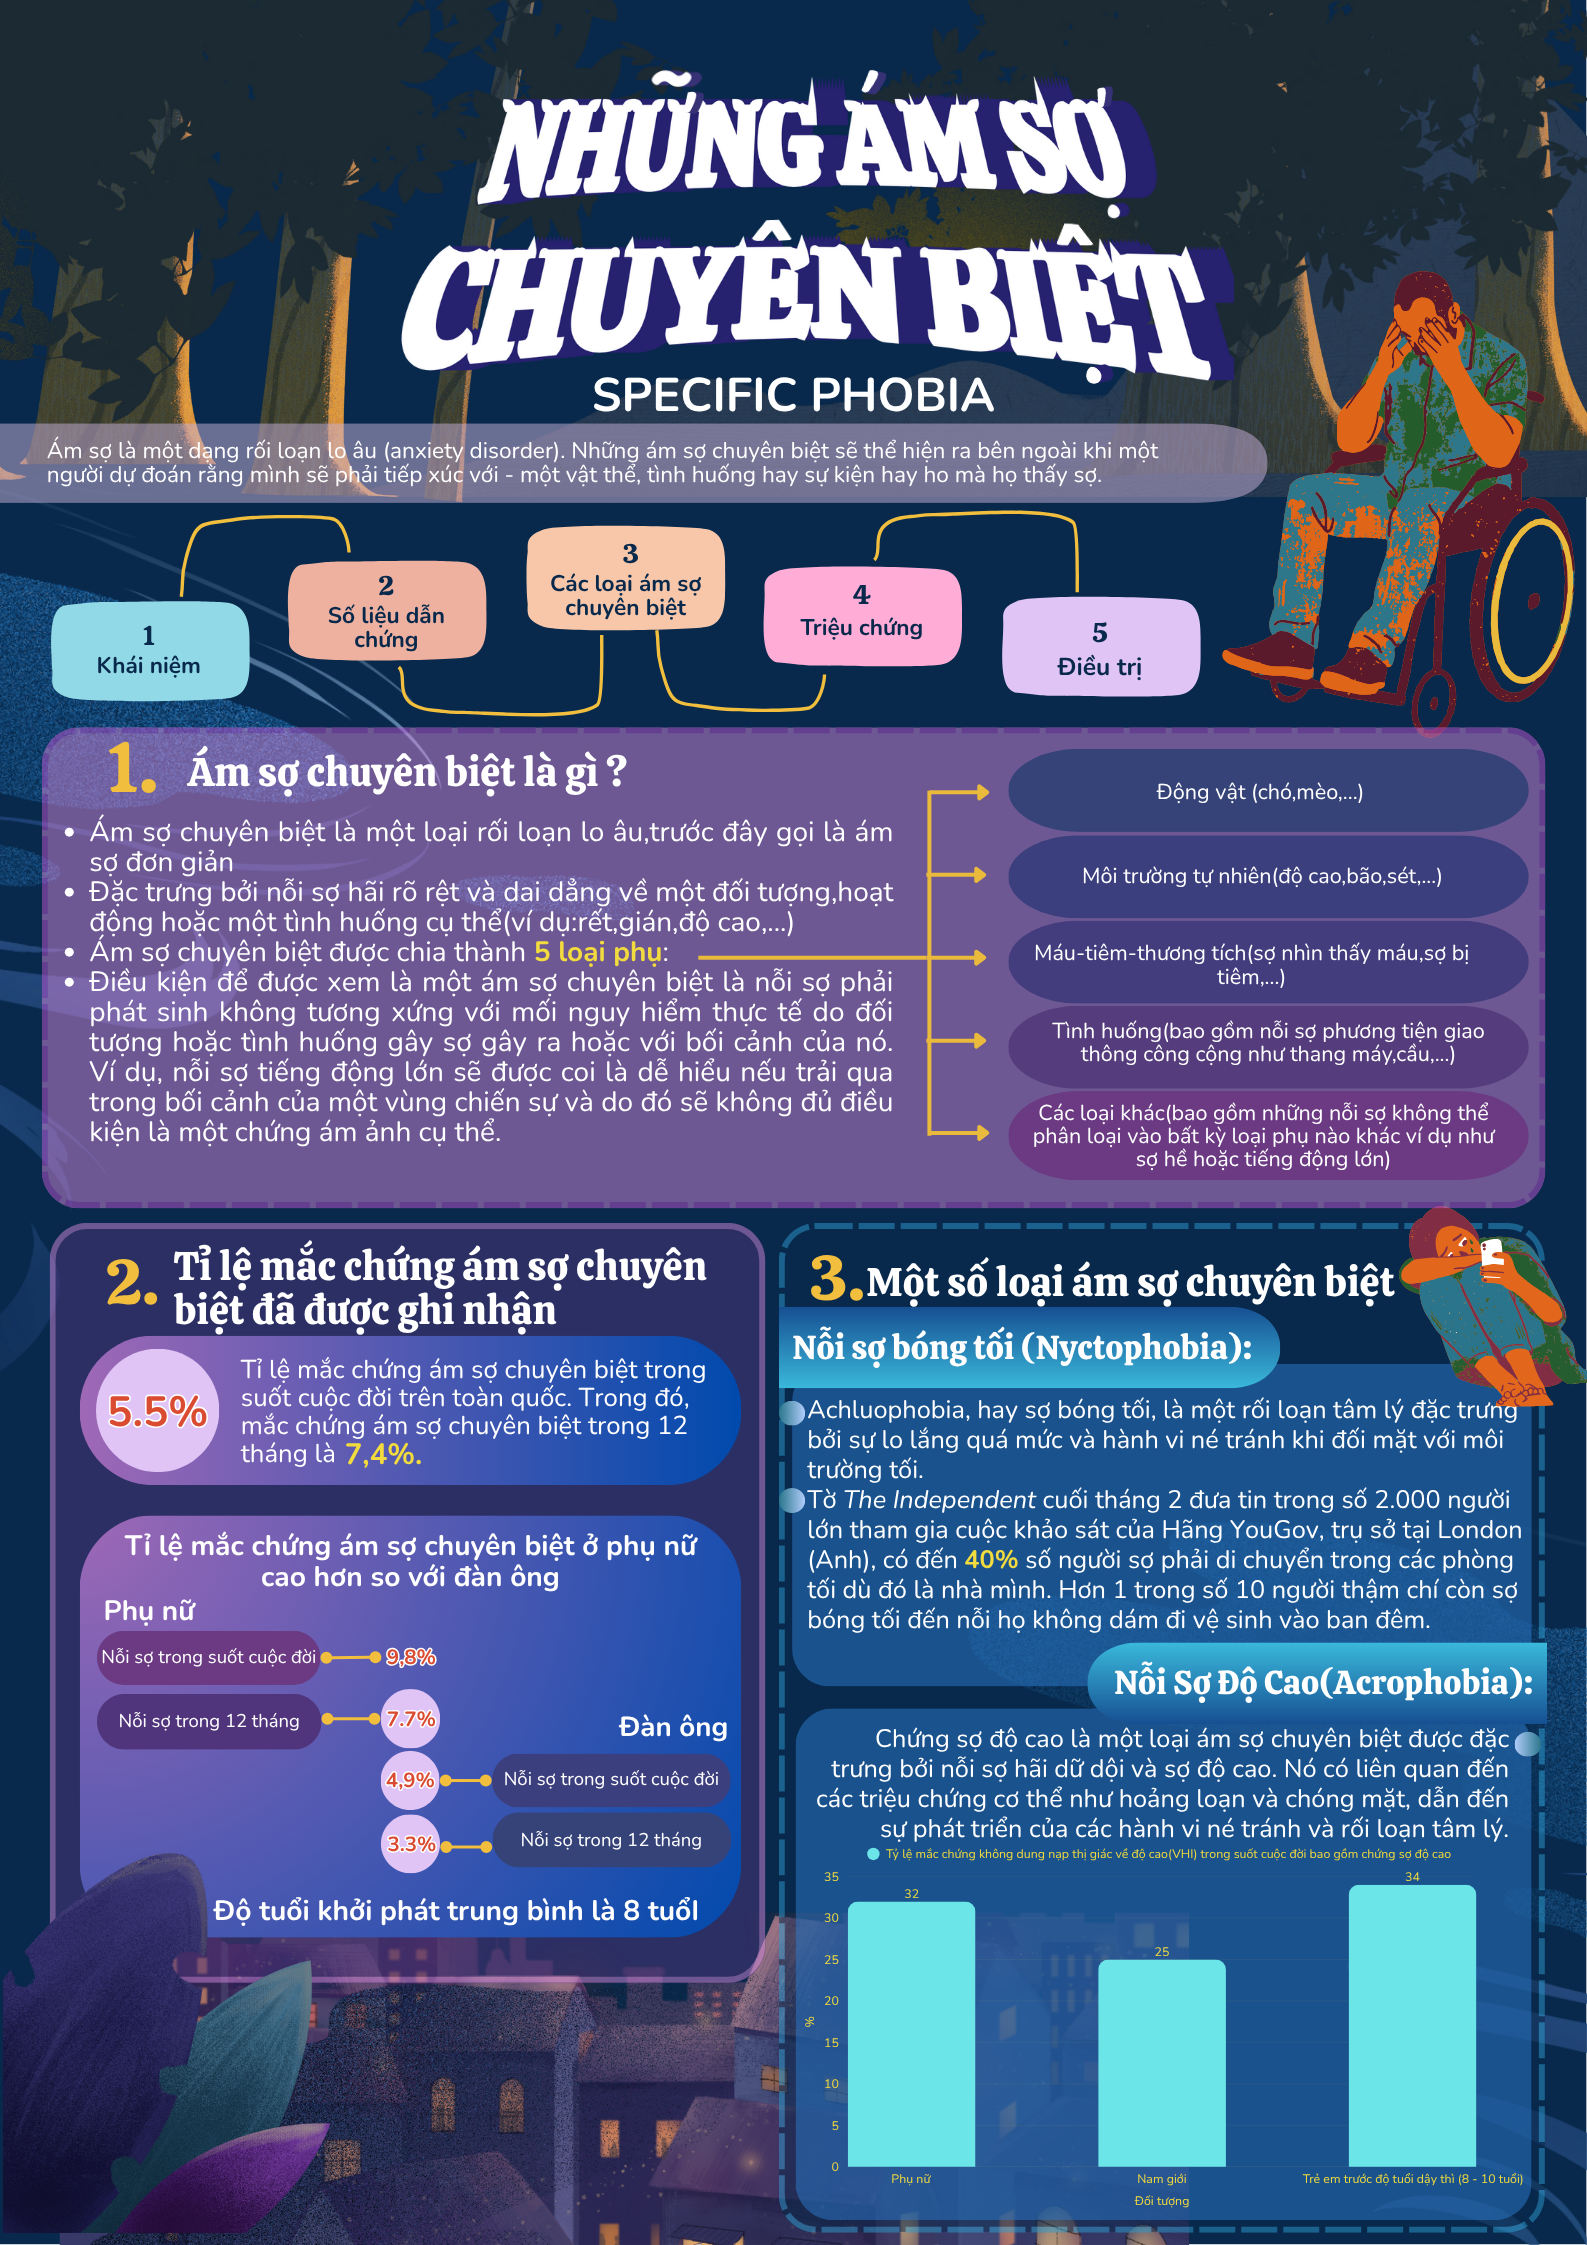 NHỮNG ÁM SỢ
CHUYÊN BIỆT
SPECIFIC PHOBIA
Ám sợ là một dạng rối loạn lo âu (anxiety disorder). Những ám sợ chuyên biệt sẽ thể hiện ra bên ngoài khi một
người dự đoán rằng mình sẽ phải tiếp xúc với - một vật thể, tình huống hay sự kiện hay ho mà họ thấy sợ.
1
Khái niệm
2
Số liệu dẫn
chứng
3
Các loại ám sợ
chuyên biệt
4
Triệu chứng
5
Điều trị
1. Ám sợ chuyên biệt là gì ?
• Ám sợ chuyên biệt là một loại rối loạn lo âu,trước đây gọi là ám
sợ đơn giản
• Đặc trưng bởi nỗi sợ hãi rõ rệt và dai dẳng về một đối tượng,hoạt
động hoặc một tình huống cụ thể(ví dụ:rết,gián,độ cao,...)
• Ám sợ chuyên biệt được chia thành 5 loại phụ:
• Điều kiện để được xem là một ám sợ chuyên biệt là nỗi sợ phải
phát sinh không tương xứng với mối nguy hiểm thực tế do đối
tượng hoặc tình huống gây sợ gây ra hoặc với bối cảnh của nó.
Ví dụ, nỗi sợ tiếng động lớn sẽ được coi là dễ hiểu nếu trải qua
trong bối cảnh của một vùng chiến sự và do đó sẽ không đủ điều
kiện là một chứng ám ảnh cụ thể.
Động vật (chó,mèo,...)
Môi trường tự nhiên(độ cao,bão,sét,...)
Máu-tiêm-thương tích(sợ nhìn thấy máu,sợ bị
tiêm,...)
Tình huống(bao gồm nỗi sợ phương tiện giao
thông công cộng như thang máy,cầu,...)
Các loại khác(bao gồm những nỗi sợ không thể
phân loại vào bất kỳ loại phụ nào khác ví dụ như
sợ hề hoặc tiếng động lớn)
2. Tỉ lệ mắc chứng ám sợ chuyên
biệt đã được ghi nhận
5.5%
Tỉ lệ mắc chứng ám sợ chuyên biệt trong
suốt cuộc đời trên toàn quốc. Trong đó,
mắc chứng ám sợ chuyên biệt trong 12
tháng là 7,4%.
Tỉ lệ mắc chứng ám sợ chuyên biệt ở phụ nữ
cao hơn so với đàn ông
Phụ nữ
Nỗi sợ trong suốt cuộc đời 9,8%
Nỗi sợ trong 12 tháng 7.7%
Đàn ông
4,9% Nỗi sợ trong suốt cuộc đời
3.3% Nỗi sợ trong 12 tháng
Độ tuổi khởi phát trung bình là 8 tuổI
3. Một số loại ám sợ chuyên biệt
Nỗi sợ bóng tối (Nyctophobia):
Achluophobia, hay sợ bóng tối, là một rối loạn tâm lý đặc trưng
bởi sự lo lắng quá mức và hành vi né tránh khi đối mặt với môi
trường tối.
Tờ The Independent cuối tháng 2 đưa tin trong số 2.000 người
lớn tham gia cuộc khảo sát của Hãng YouGov, trụ sở tại London
(Anh), có đến 40% số người sợ phải di chuyển trong các phòng
tối dù đó là nhà mình. Hơn 1 trong số 10 người thậm chí còn sợ
bóng tối đến nỗi họ không dám đi vệ sinh vào ban đêm.
Nỗi Sợ Độ Cao(Acrophobia):
Chứng sợ độ cao là một loại ám sợ chuyên biệt được đặc
trưng bởi nỗi sợ hãi dữ dội và sợ độ cao. Nó có liên quan đến
các triệu chứng cơ thể như hoảng loạn và chóng mặt, dẫn đến
sự phát triển của các hành vi né tránh và rối loạn tâm lý.
Tỷ lệ mắc chứng không dung nạp thị giác về độ cao(VHI) trong suốt cuộc đời bao gồm chứng sợ độ cao
35
30
25
20
15
10
5
0
%
32
25
34
Phụ nữ
Nam giới
Trẻ em trước độ tuổi dậy thì (8 - 10 tuổi)
Đối tượng